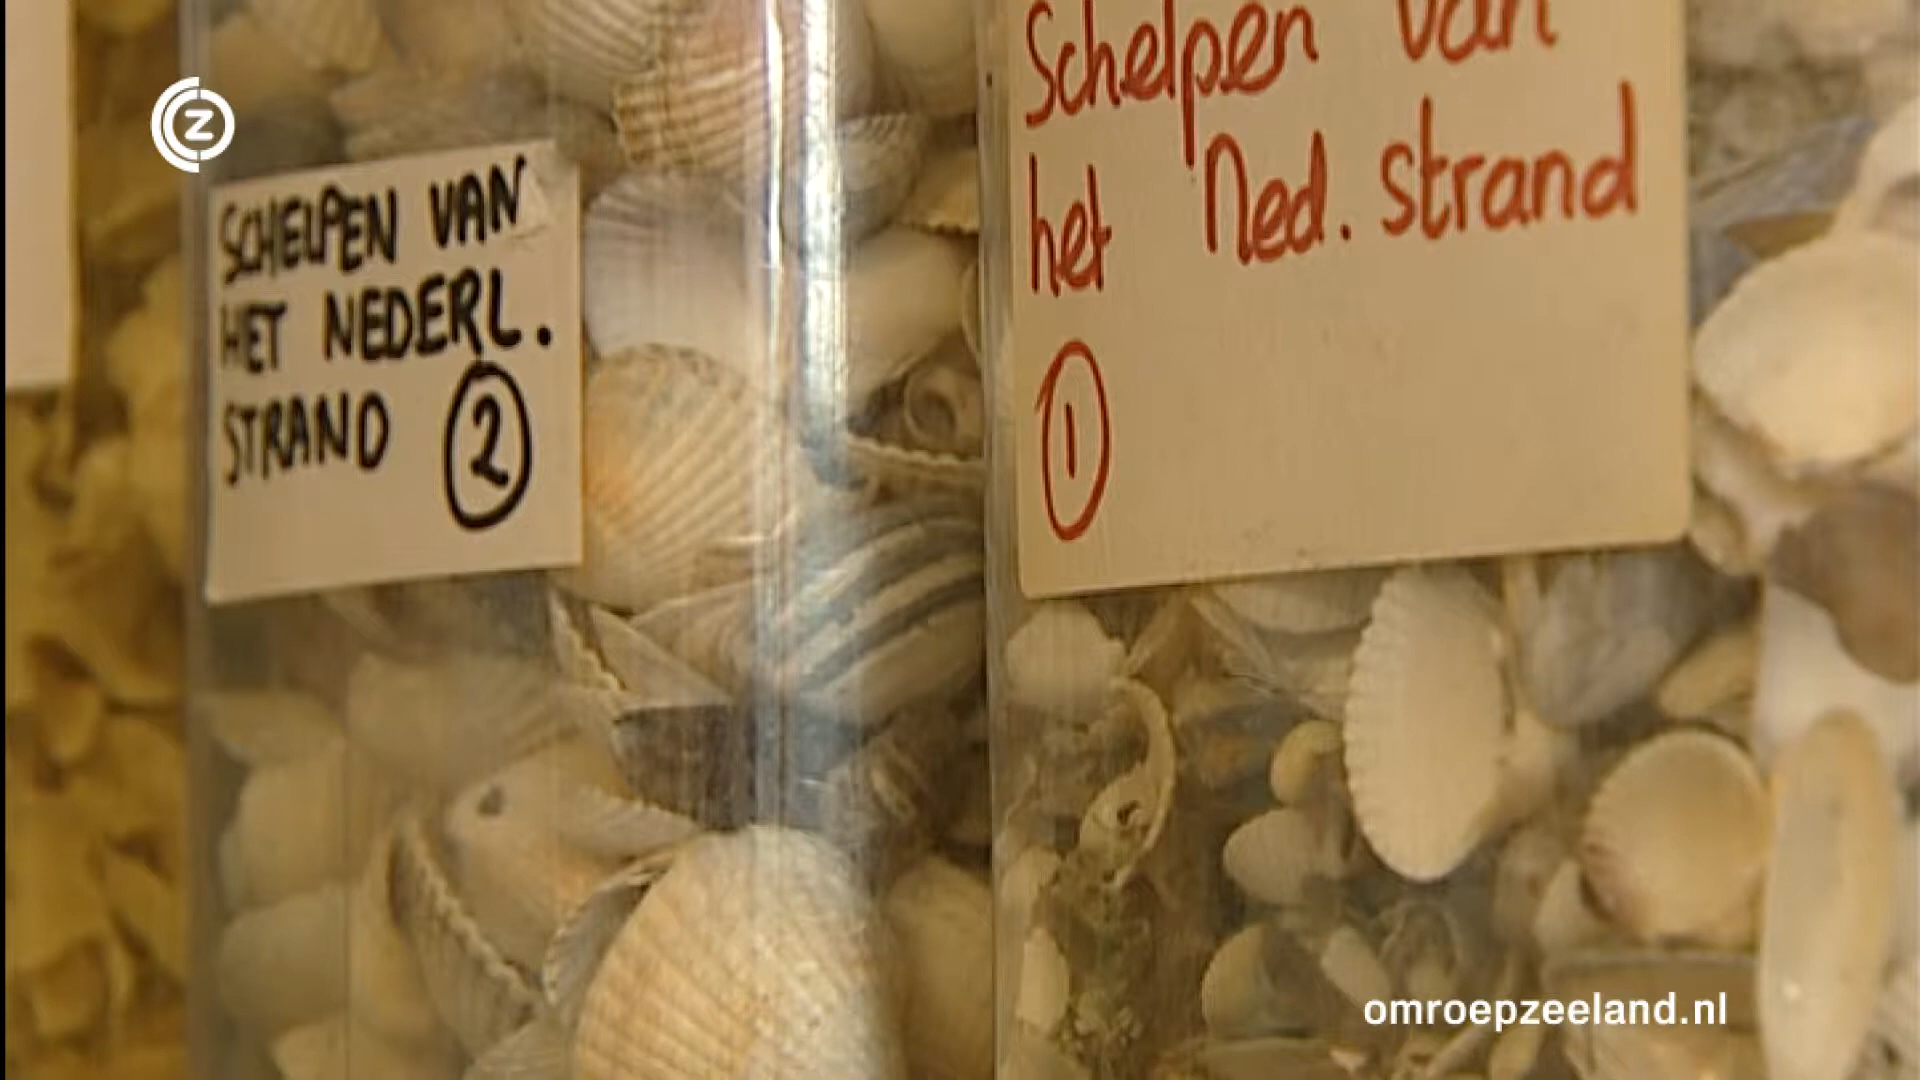 Z
SCHELPEN VAN
HET NEDERL.
STRAND 2
Schelpen van
het Ned. strand
1
omroepzeeland.nl